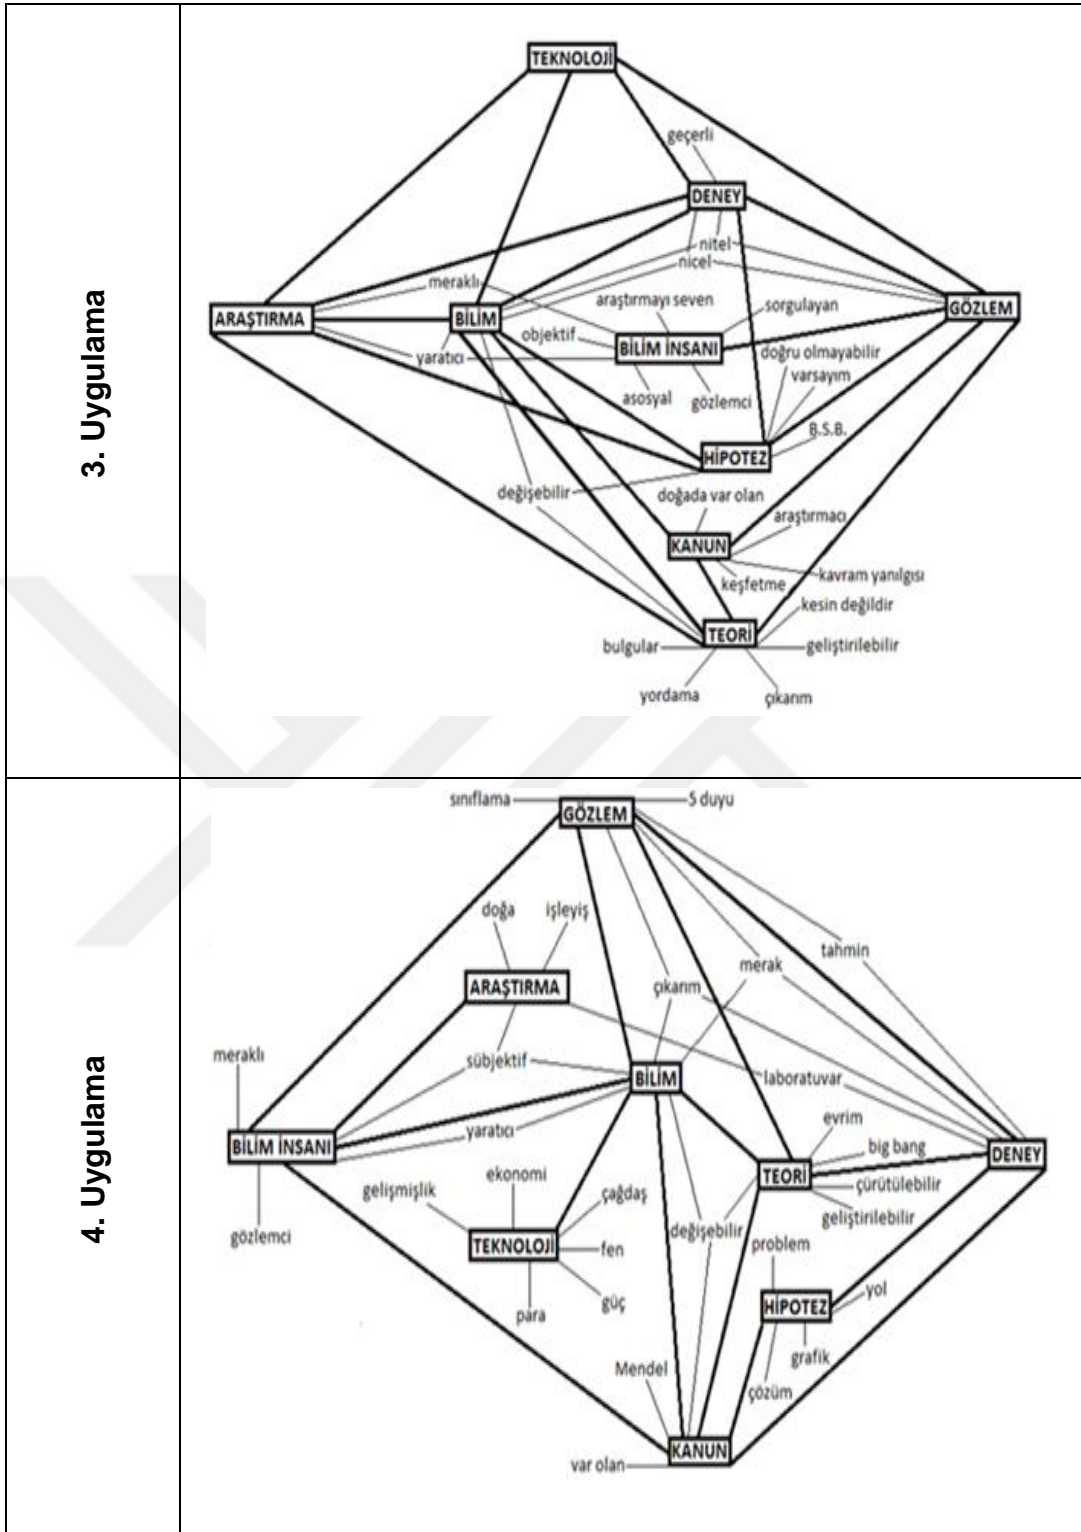 3. Uygulama
TEKNOLOJİ
geçerli
DENEY
nitel
nicel
meraklı
araştırmayı seven
sorgulayan
ARAŞTIRMA
BİLİM
GÖZLEM
objektif
BİLİM İNSANI
yaratıcı
doğru olmayabilir
varsayım
asosyal
gözlemci
B.S.B.
HİPOTEZ
değişebilir
doğada var olan
araştırmacı
KANUN
keşfetme
kavram yanılgısı
kesin değildir
TEORİ
bulgular
geliştirilebilir
yordama
çıkarım
4. Uygulama
sınıflama
GÖZLEM
5 duyu
doğa
işleyiş
tahmin
merak
ARAŞTIRMA
çıkarım
meraklı
sübjektif
BİLİM
laboratuvar
yaratıcı
evrim
BİLİM İNSANI
big bang
DENEY
TEORİ
ekonomi
çürütülebilir
gelişmişlik
çağdaş
geliştirilebilir
gözlemci
değişebilir
problem
TEKNOLOJİ
fen
yol
güç
HİPOTEZ
para
grafik
Mendel
çözüm
KANUN
var olan